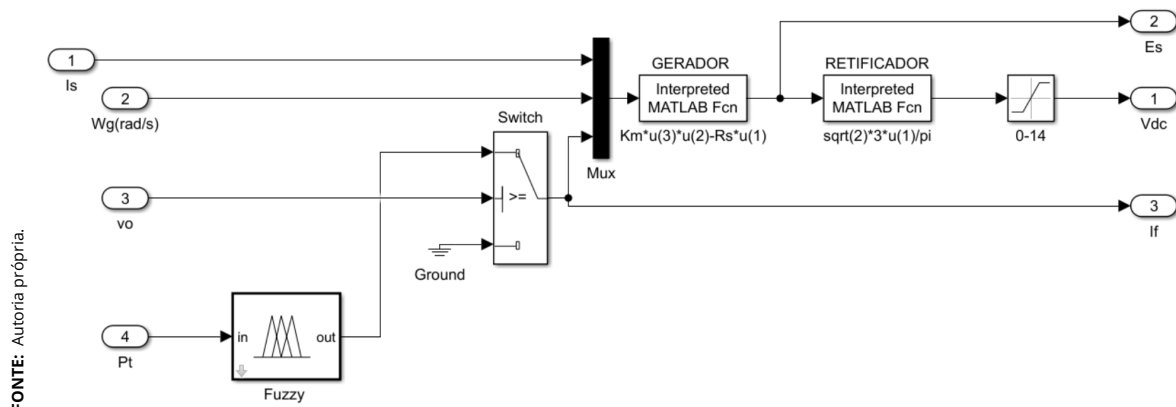 2
Es
1
Is
GERADOR
Interpreted
MATLAB Fcn
Km*u(3)*u(2)-Rs*u(1)
RETIFICADOR
Interpreted
MATLAB Fcn
sqrt(2)*3*u(1)/pi
0-14
1
Vdc
2
Wg(rad/s)
Mux
Switch
>=
3
vo
3
If
Ground
4
Pt
in
out
Fuzzy
FONTE: Autoria própria.